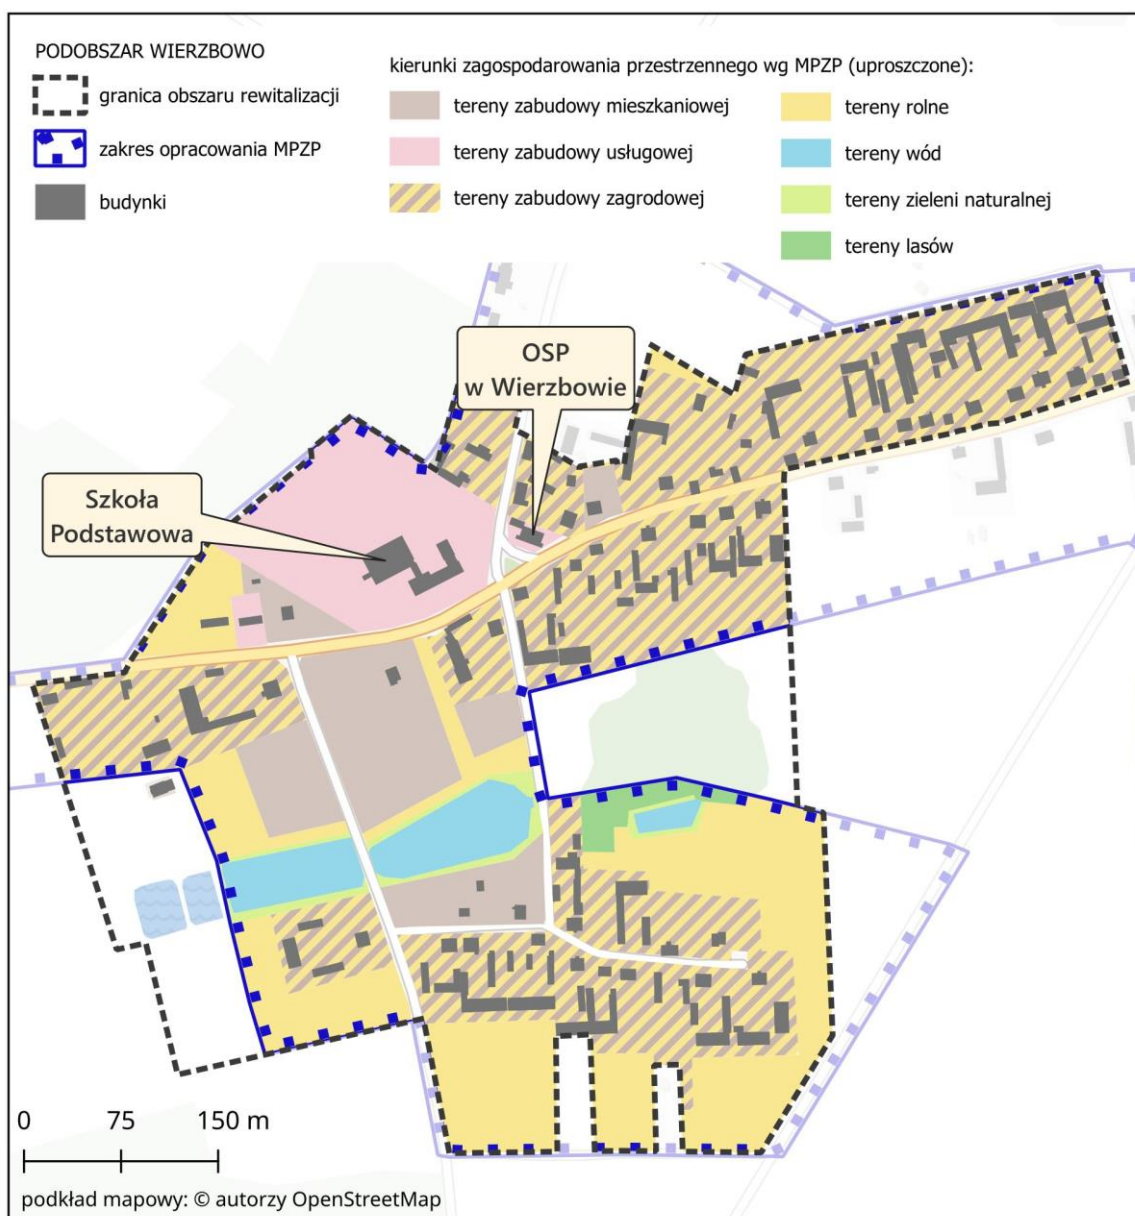 PODOBSZAR WIERZBOWO
granica obszaru rewitalizacji
zakres opracowania MPZP
budynki
kierunki zagospodarowania przestrzennego wg MPZP (uproszczone):
tereny zabudowy mieszkaniowej
tereny zabudowy usługowej
tereny zabudowy zagrodowej
tereny rolne
tereny wód
tereny zieleni naturalnej
tereny lasów
OSP
w Wierzbowie
Szkoła
Podstawowa
0 75 150 m
podkład mapowy: © autorzy OpenStreetMap